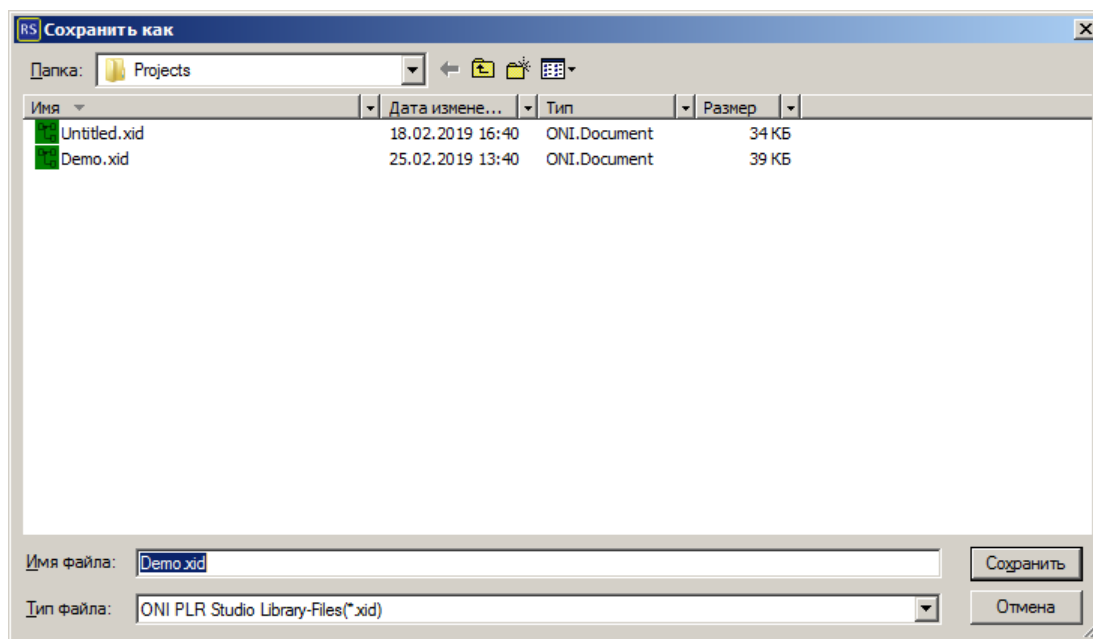 RS Сохранить как
Папка: Projects
Имя Дата измене... Тип Размер
Untitled.xid 18.02.2019 16:40 ONI.Document 34 КБ
Demo.xid 25.02.2019 13:40 ONI.Document 39 КБ
Имя файла: Demo.xid Сохранить
Тип файла: ONI PLR Studio Library-Files(*.xid) Отмена